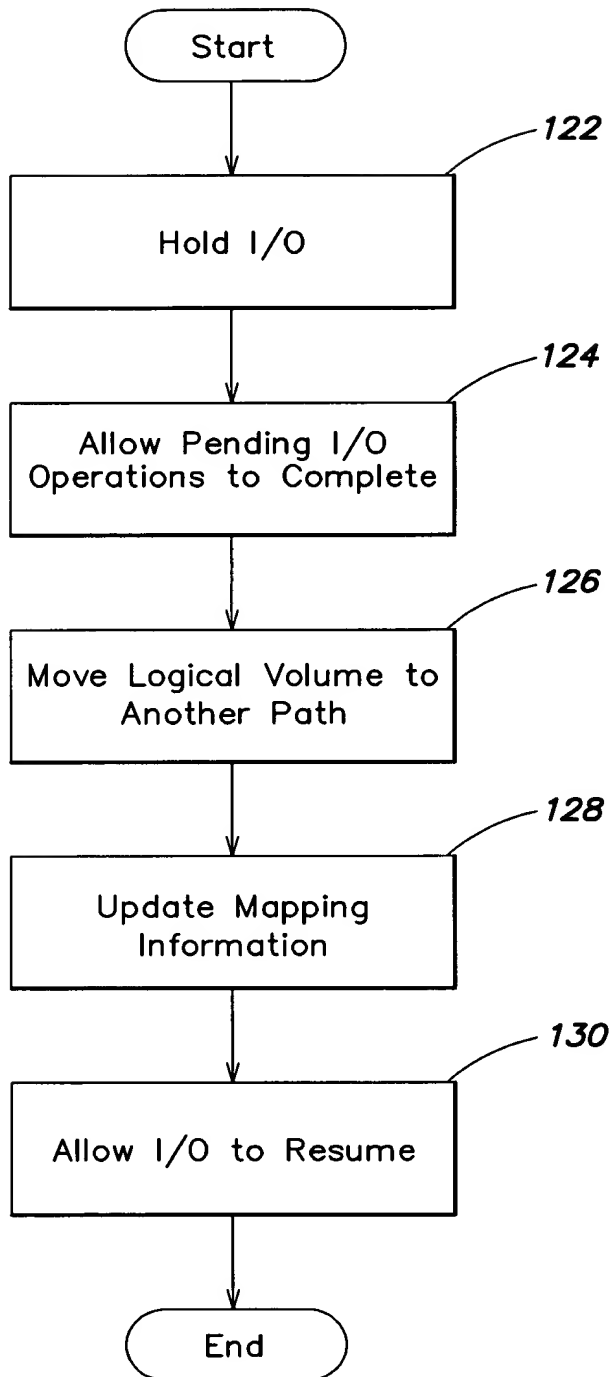 Start
122
Hold I/O
124
Allow Pending I/O
Operations to Complete
126
Move Logical Volume to
Another Path
128
Update Mapping
Information
130
Allow I/O to Resume
End